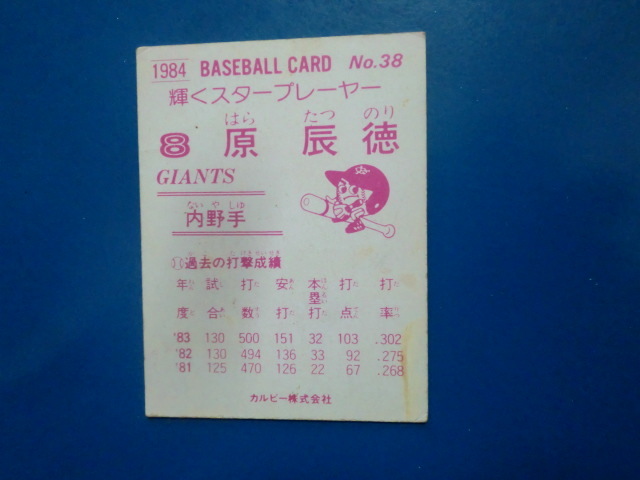 1984 BASEBALL CARD No.38
輝くスタープレーヤー
はら たつ のり
8 原 辰 徳
GIANTS
ない や しゅ
内野手
過去の打撃成績
年 試 打 安 本 打 打
塁
度 合 数 打 打 点 率
'83 130 500 151 32 103 .302
'82 130 494 136 33 92 .275
'81 125 470 126 22 67 .268
カルビー株式会社